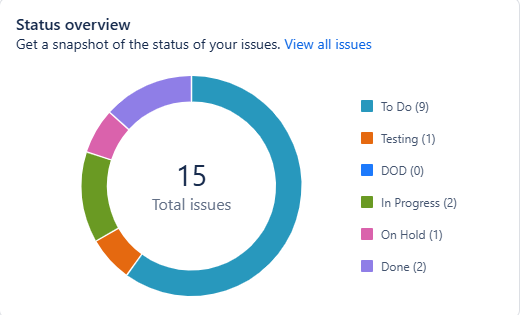 Status overview
Get a snapshot of the status of your issues. View all issues
15
Total issues
To Do (9)
Testing (1)
DOD (0)
In Progress (2)
On Hold (1)
Done (2)